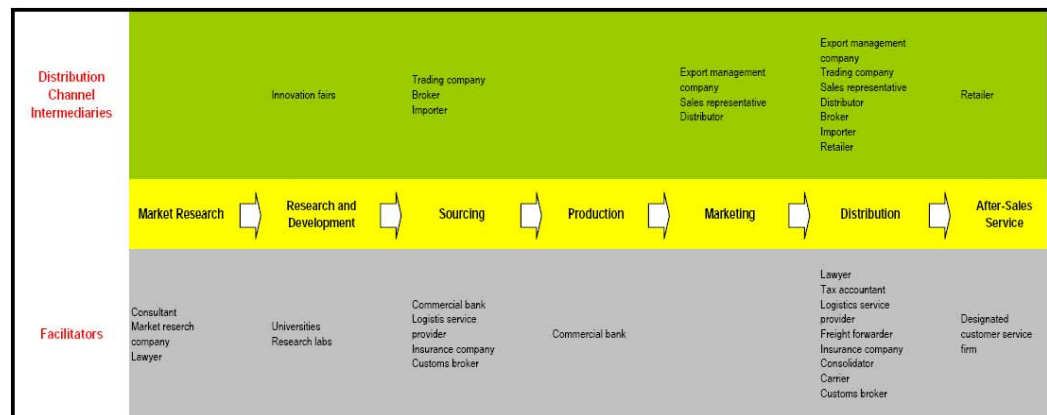 Distribution
Channel
Intermediaries
Innovation fairs
Trading company
Broker
Importer
Export management
company
Sales representative
Distributor
Export management
company
Trading company
Sales representative
Distributor
Broker
Importer
Retailer
Retailer
Market Research
Research and
Development
Sourcing
Production
Marketing
Distribution
After-Sales
Service
Facilitators
Consultant
Market reserch
company
Lawyer
Universities
Research labs
Commercial bank
Logistis service
provider
Insurance company
Customs broker
Commercial bank
Lawyer
Tax accountant
Logistics service
provider
Freight forwarder
Insurance company
Consolidator
Carrier
Customs broker
Designated
customer service
firm